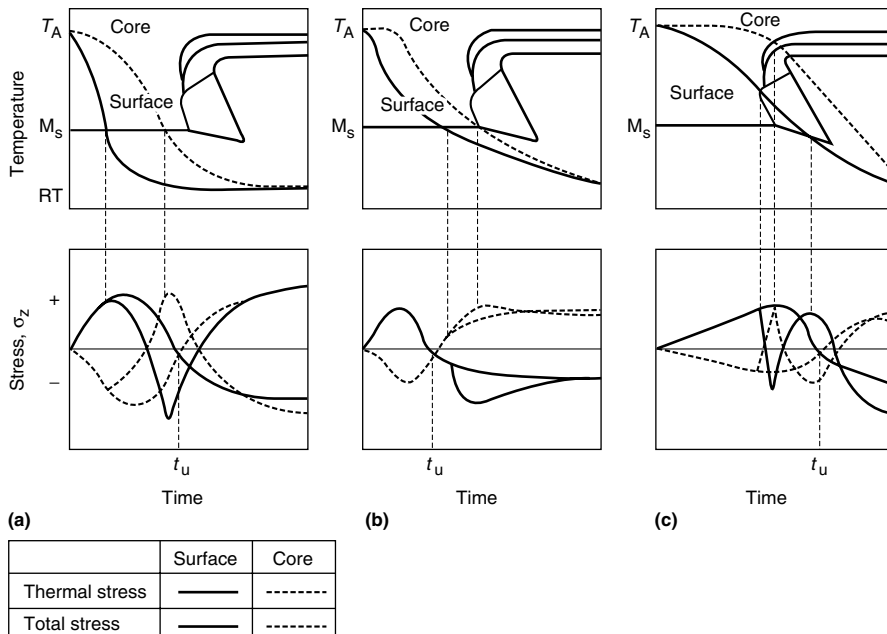 T_A
Core
Surface
M_s
RT
Temperature
T_A
Core
Surface
M_s
T_A
Core
Surface
M_s
+
−
Stress, σ_z
t_u
Time
(a)
t_u
Time
(b)
t_u
Time
(c)
Surface Core
Thermal stress
Total stress